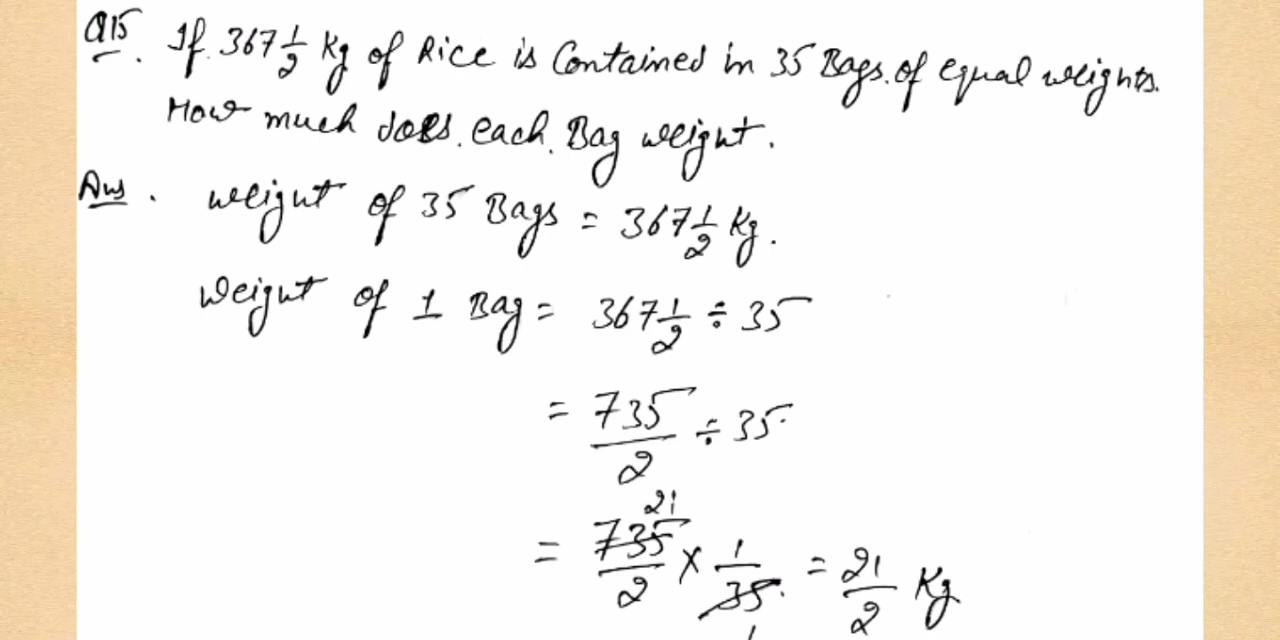 Q15. If 367 1/2 Kg of Rice is Contained in 35 Bags. of equal weights.
How much does. each. Bag weight.
Ans. weight of 35 Bags = 367 1/2 Kg.
Weight of 1 Bag = 367 1/2 ÷ 35
= 735/2 ÷ 35
21
= 735/2 × 1/35 = 21/2 Kg
1